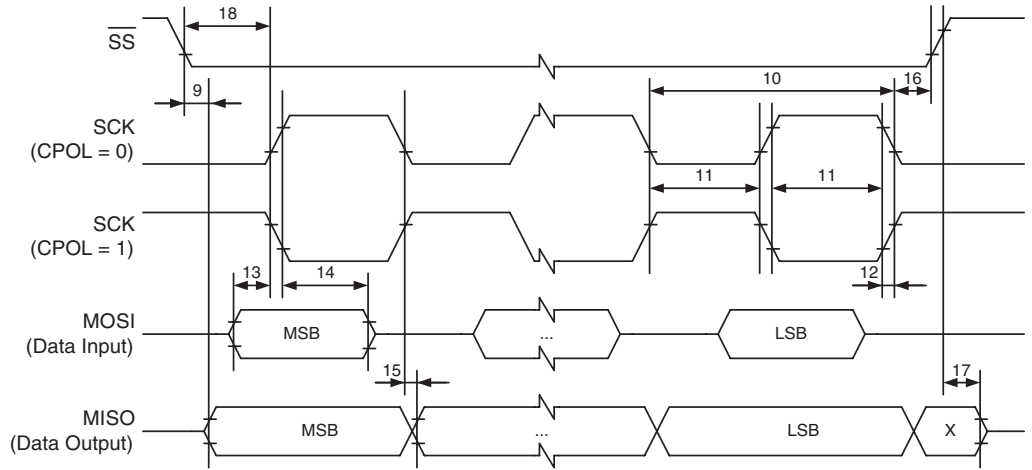 18
SS
10
16
9
SCK
(CPOL = 0)
11
11
SCK
(CPOL = 1)
13
14
12
MOSI
(Data Input)
MSB
...
LSB
15
17
MISO
(Data Output)
MSB
...
LSB
X